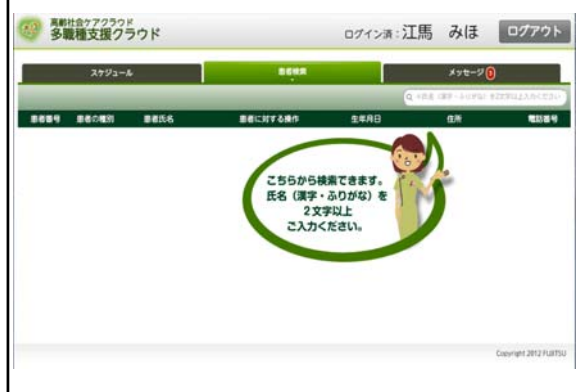 高齢社会ケアクラウド
多職種支援クラウド
ログイン済：江馬　みほ
ログアウト
スケジュール
患者検索
メッセージ 1
患者番号
患者の種別
患者氏名
患者に対する操作
生年月日
住所
電話番号
こちらから検索できます。
氏名（漢字・ふりがな）を
2文字以上
ご入力ください。
Copyright 2012 FUJITSU